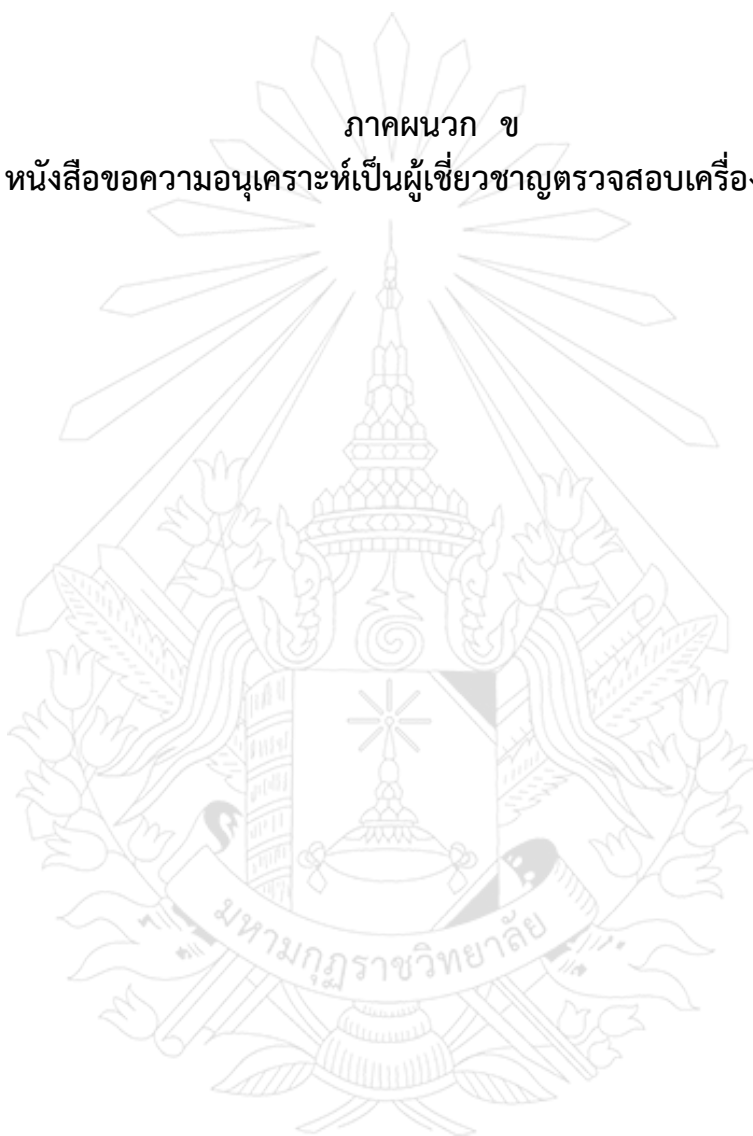 ภาคผนวก ข
หนังสือขอความอนุเคราะห์เป็นผู้เชี่ยวชาญตรวจสอบเครื่อง
มหามกุฏราชวิทยาลัย